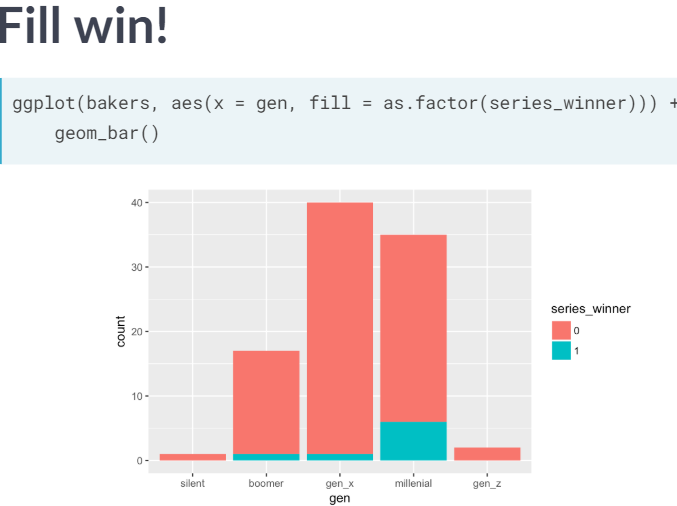 Fill win!
ggplot(bakers, aes(x = gen, fill = as.factor(series_winner))) +
geom_bar()
40
30
20
10
0
count
silent boomer gen_x millenial gen_z
gen
series_winner
0
1